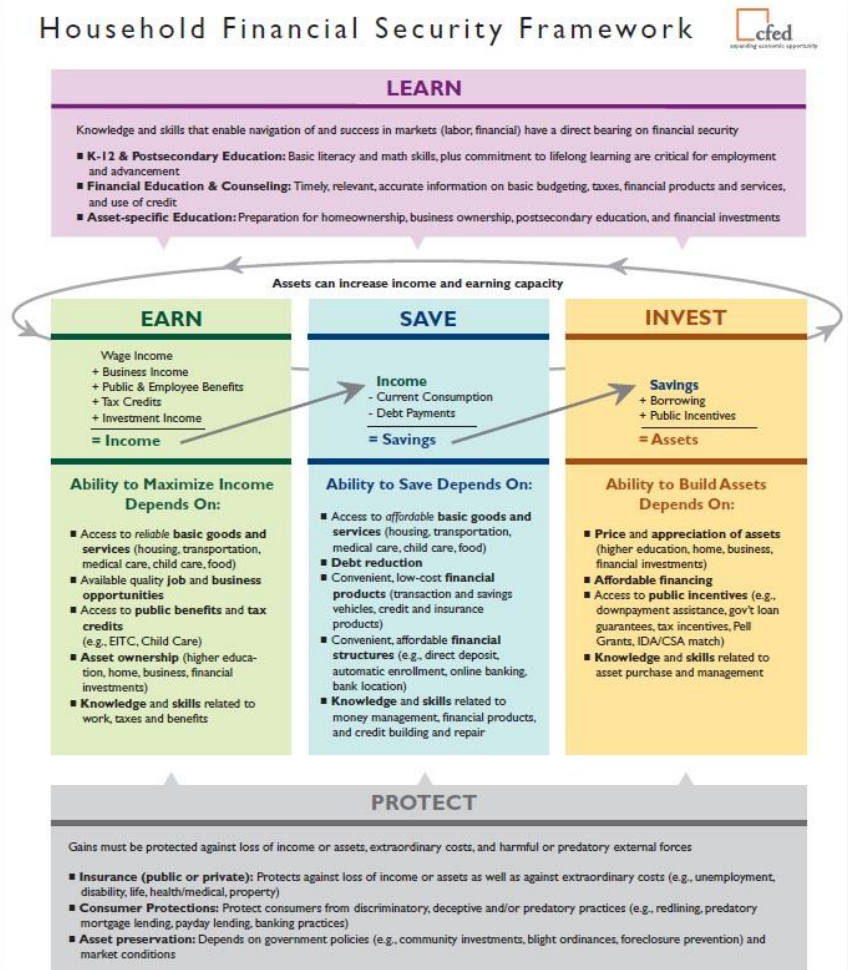 Household Financial Security Framework
cfed
expanding economic opportunity
LEARN
Knowledge and skills that enable navigation of and success in markets (labor, financial) have a direct bearing on financial security
■ K-12 & Postsecondary Education: Basic literacy and math skills, plus commitment to lifelong learning are critical for employment
and advancement
■ Financial Education & Counseling: Timely, relevant, accurate information on basic budgeting, taxes, financial products and services,
and use of credit
■ Asset-specific Education: Preparation for homeownership, business ownership, postsecondary education, and financial investments
Assets can increase income and earning capacity
EARN
Wage Income
+ Business Income
+ Public & Employee Benefits
+ Tax Credits
+ Investment Income
= Income
Ability to Maximize Income
Depends On:
■ Access to reliable basic goods and
services (housing, transportation,
medical care, child care, food)
■ Available quality job and business
opportunities
■ Access to public benefits and tax
credits
(e.g., EITC, Child Care)
■ Asset ownership (higher educa-
tion, home, business, financial
investments)
■ Knowledge and skills related to
work, taxes and benefits
SAVE
Income
- Current Consumption
- Debt Payments
= Savings
Ability to Save Depends On:
■ Access to affordable basic goods and
services (housing, transportation,
medical care, child care, food)
■ Debt reduction
■ Convenient, low-cost financial
products (transaction and savings
vehicles, credit and insurance
products)
■ Convenient, affordable financial
structures (e.g., direct deposit,
automatic enrollment, online banking,
bank location)
■ Knowledge and skills related to
money management, financial products,
and credit building and repair
INVEST
Savings
+ Borrowing
+ Public Incentives
= Assets
Ability to Build Assets
Depends On:
■ Price and appreciation of assets
(higher education, home, business,
financial investments)
■ Affordable financing
■ Access to public incentives (e.g.,
downpayment assistance, gov't loan
guarantees, tax incentives, Pell
Grants, IDA/CSA match)
■ Knowledge and skills related to
asset purchase and management
PROTECT
Gains must be protected against loss of income or assets, extraordinary costs, and harmful or predatory external forces
■ Insurance (public or private): Protects against loss of income or assets as well as against extraordinary costs (e.g., unemployment,
disability, life, health/medical, property)
■ Consumer Protections: Protect consumers from discriminatory, deceptive and/or predatory practices (e.g., redlining, predatory
mortgage lending, payday lending, banking practices)
■ Asset preservation: Depends on government policies (e.g., community investments, blight ordinances, foreclosure prevention) and
market conditions